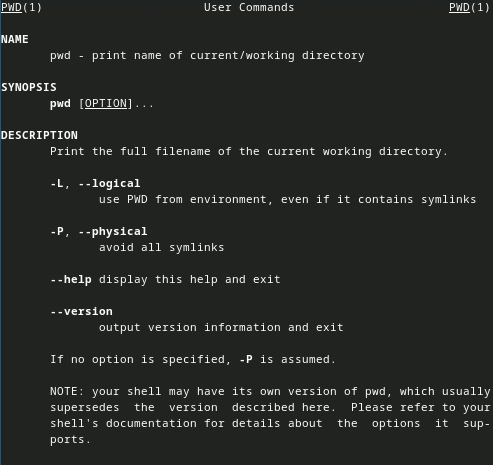 PWD(1) User Commands PWD(1)
NAME
pwd - print name of current/working directory
SYNOPSIS
pwd [OPTION]...
DESCRIPTION
Print the full filename of the current working directory.
-L, --logical
use PWD from environment, even if it contains symlinks
-P, --physical
avoid all symlinks
--help display this help and exit
--version
output version information and exit
If no option is specified, -P is assumed.
NOTE: your shell may have its own version of pwd, which usually
supersedes the version described here. Please refer to your
shell's documentation for details about the options it sup-
ports.